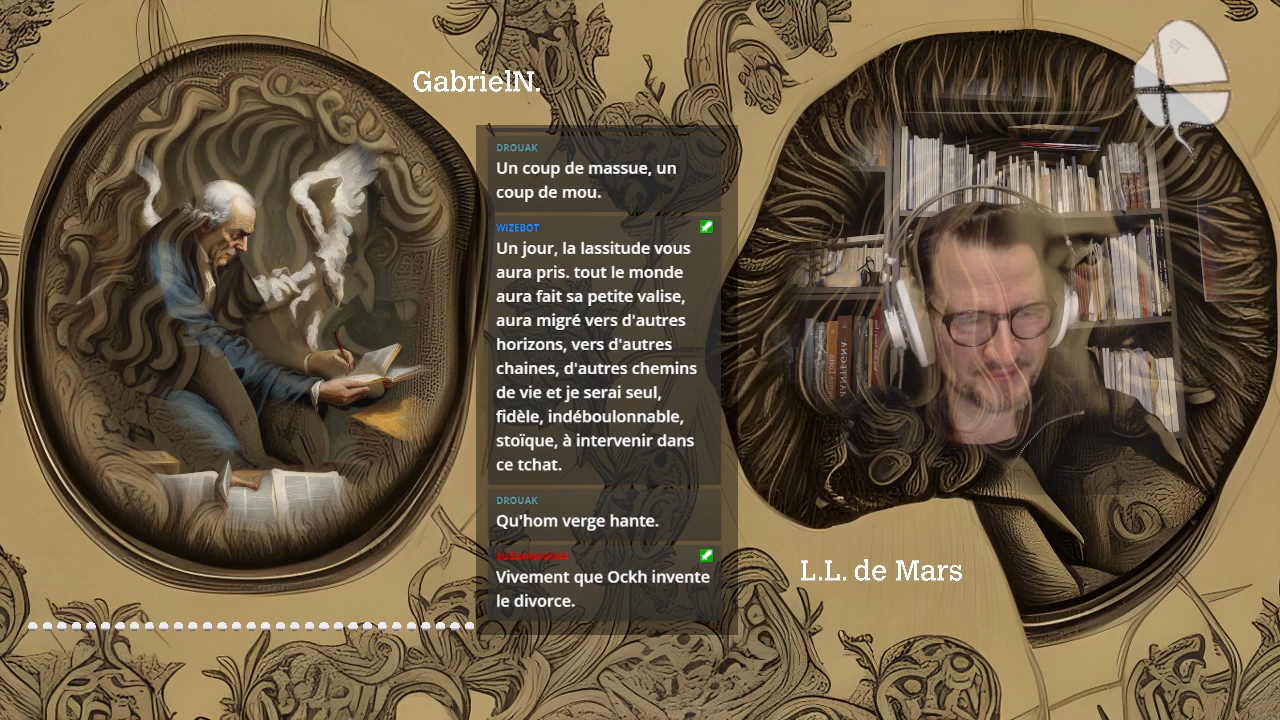 GabrielN.
DROUAK
Un coup de massue, un
coup de mou.
WIZEBOT
Un jour, la lassitude vous
aura pris. tout le monde
aura fait sa petite valise,
aura migré vers d'autres
horizons, vers d'autres
chaines, d'autres chemins
de vie et je serai seul,
fidèle, indéboulonnable,
stoïque, à intervenir dans
ce tchat.
DROUAK
Qu'hom verge hante.
Vivement que Ockh invente
le divorce.
MANTEGNA
L.L. de Mars